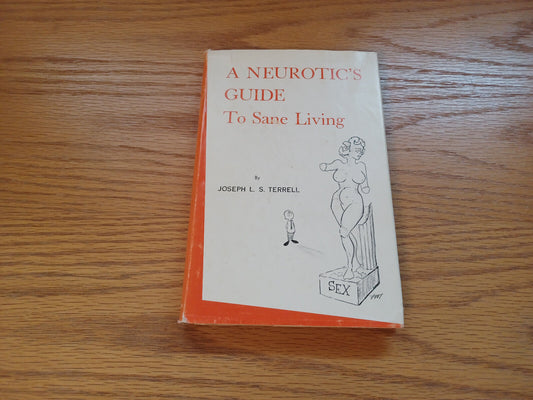 A NEUROTIC'S
GUIDE
To Sane Living
By
JOSEPH L. S. TERRELL
SEX